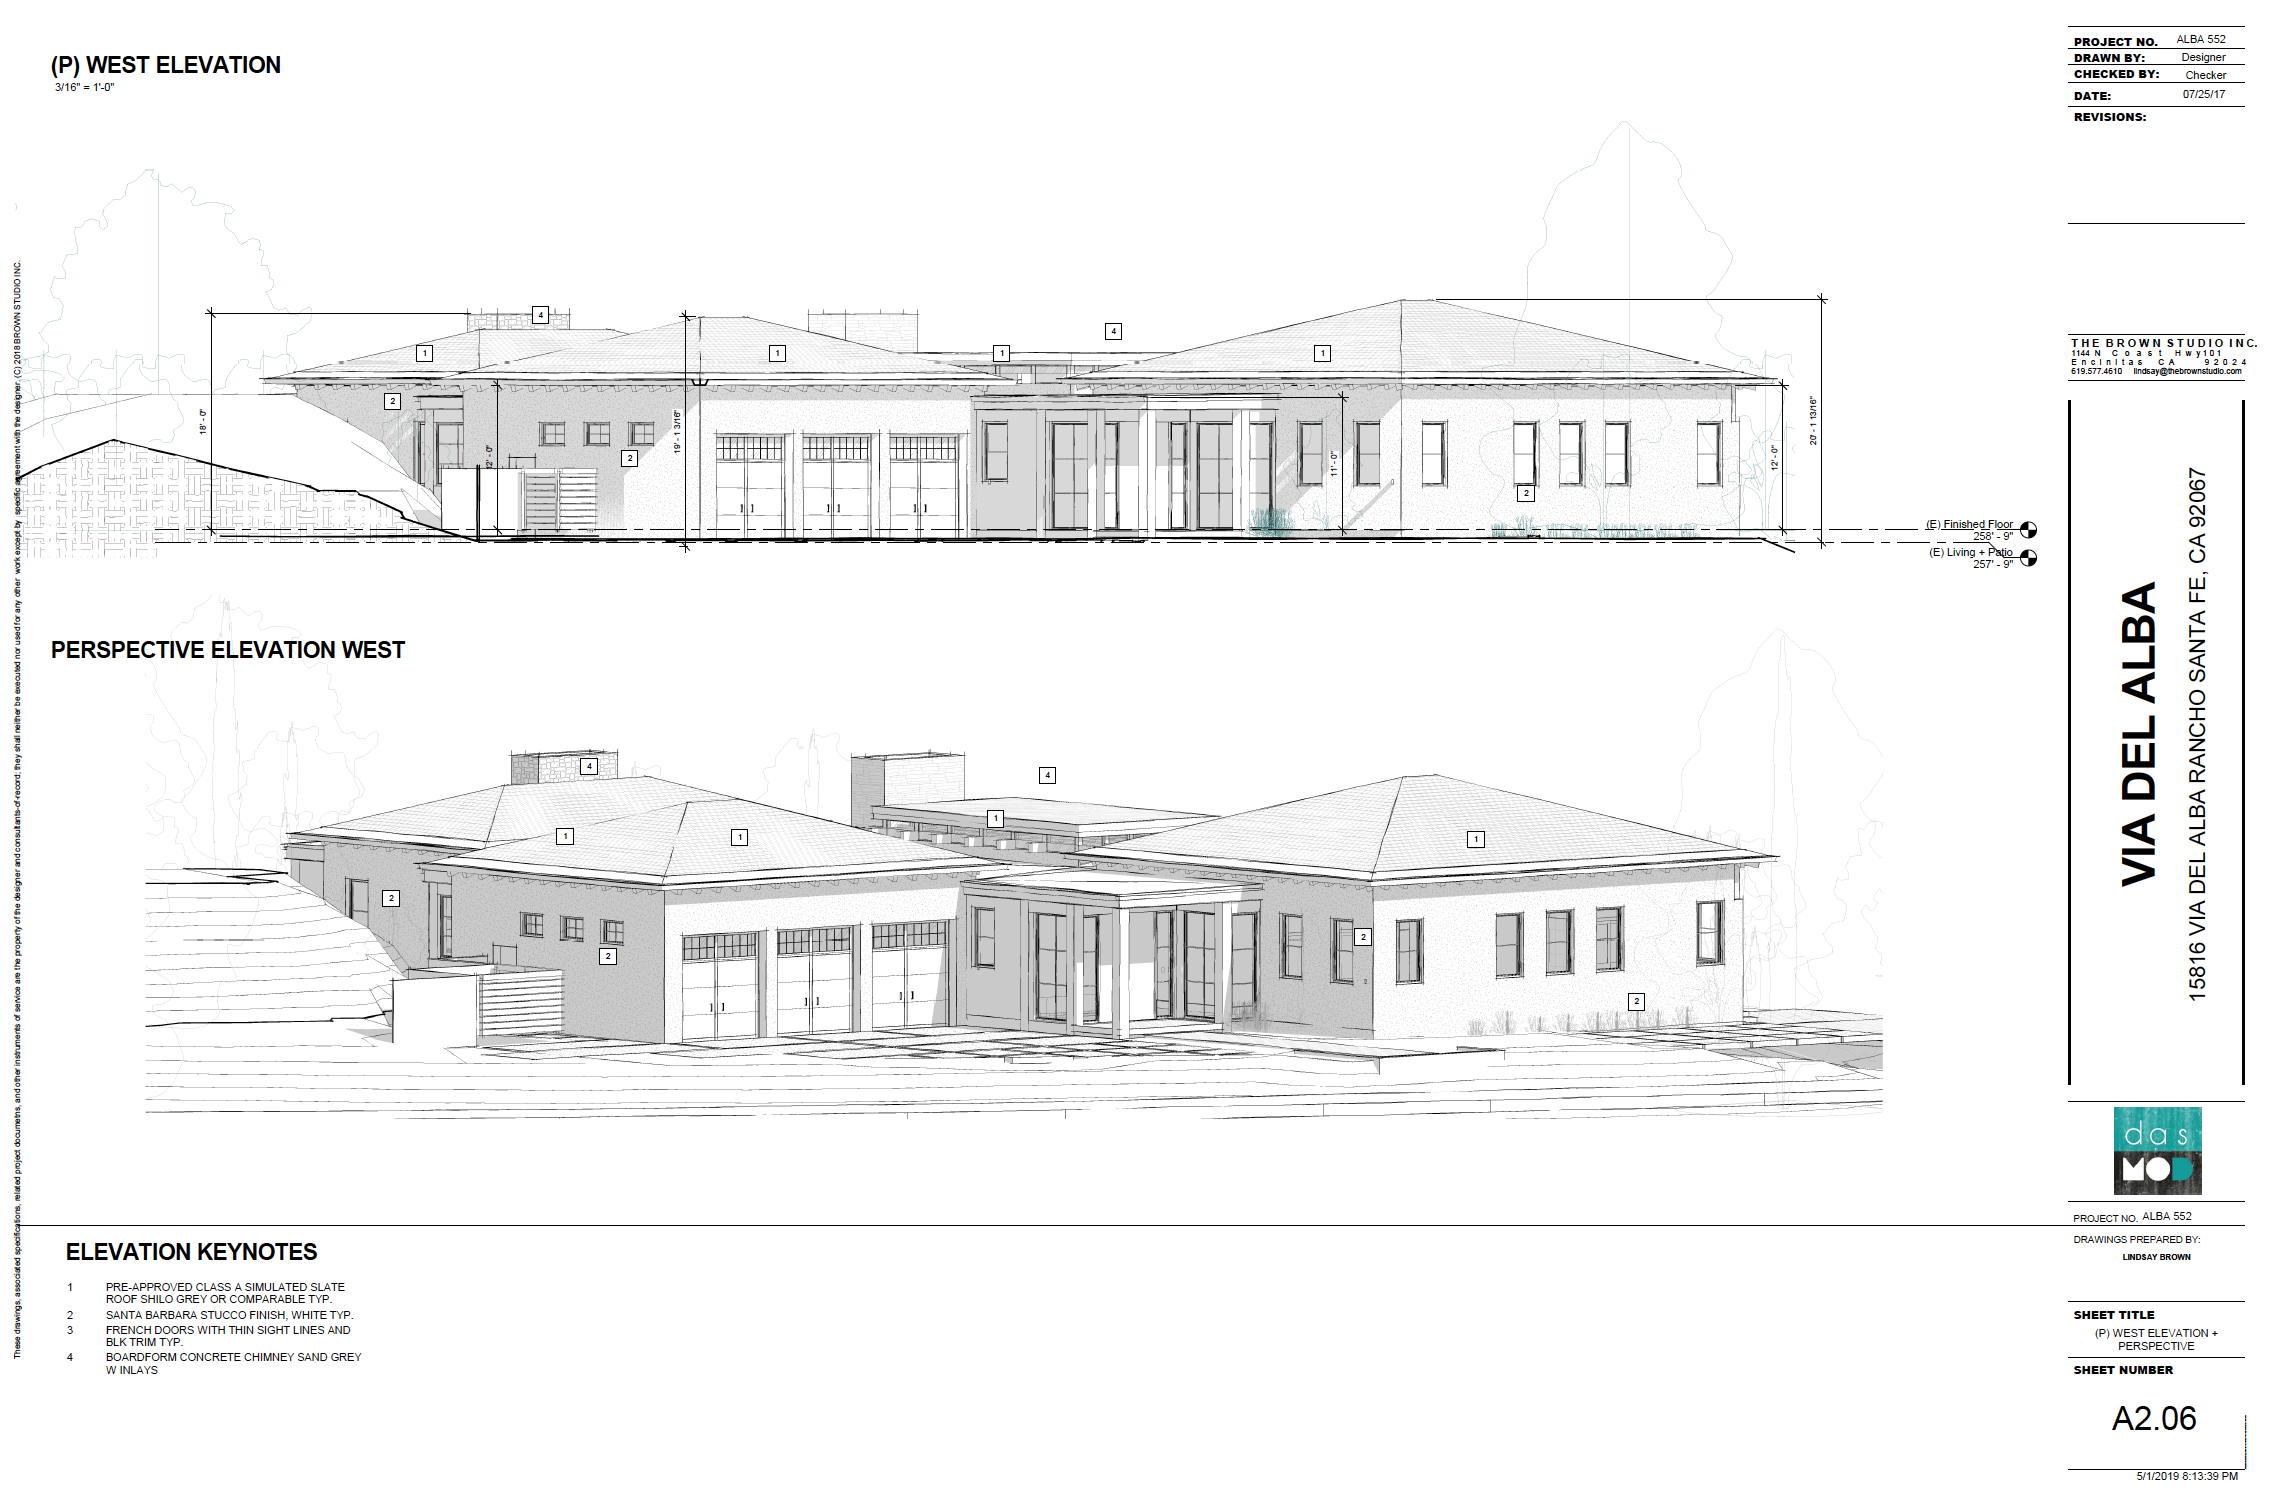 (P) WEST ELEVATION
3/16" = 1'-0"
4
4
1
1
1
1
2
2
2
18' - 0"
12' - 0"
19' - 1 3/16"
11' - 0"
12' - 0"
20' - 1 13/16"
(E) Finished Floor
258' - 9"
(E) Living + Patio
257' - 9"
PERSPECTIVE ELEVATION WEST
4
4
1
1
1
1
2
2
2
2
ELEVATION KEYNOTES
1 PRE-APPROVED CLASS A SIMULATED SLATE
ROOF SHILO GREY OR COMPARABLE TYP.
2 SANTA BARBARA STUCCO FINISH, WHITE TYP.
3 FRENCH DOORS WITH THIN SIGHT LINES AND
BLK TRIM TYP.
4 BOARDFORM CONCRETE CHIMNEY SAND GREY
W INLAYS
These drawings, associated specifications, related project documetns, and other instruments of service are the property of the designer and consultants-of-record; they shall neither be executed nor used for any other work except by specific agreement with the designer. (C) 2018 BROWN STUDIO INC.
PROJECT NO. ALBA 552
DRAWN BY: Designer
CHECKED BY: Checker
DATE: 07/25/17
REVISIONS:
THE BROWN STUDIO INC.
1144 N Coast Hwy101
Encinitas CA 92024
619.577.4610 lindsay@thebrownstudio.com
VIA DEL ALBA
15816 VIA DEL ALBA RANCHO SANTA FE, CA 92067
das
MOD
PROJECT NO. ALBA 552
DRAWINGS PREPARED BY:
LINDSAY BROWN
SHEET TITLE
(P) WEST ELEVATION +
PERSPECTIVE
SHEET NUMBER
A2.06
5/1/2019 8:13:39 PM